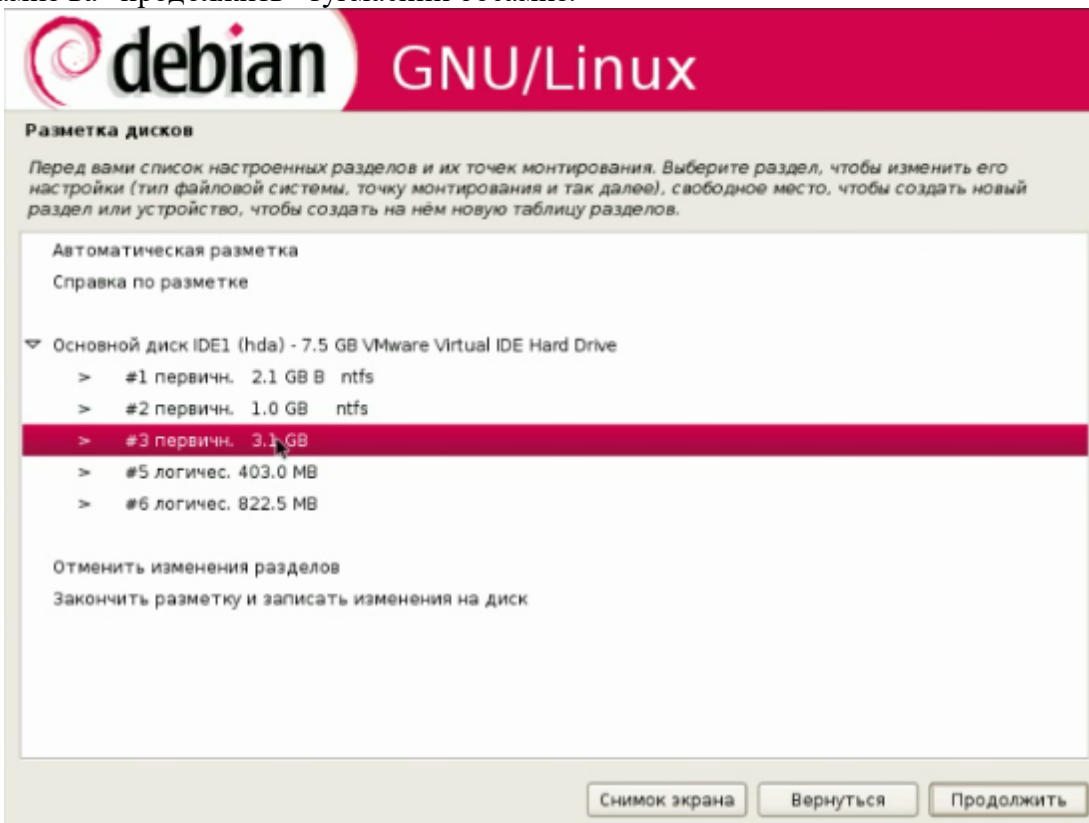 ва "продолжить" тугмасини босамиз.
debian GNU/Linux
Разметка дисков
Перед вами список настроенных разделов и их точек монтирования. Выберите раздел, чтобы изменить его
настройки (тип файловой системы, точку монтирования и так далее), свободное место, чтобы создать новый
раздел или устройство, чтобы создать на нём новую таблицу разделов.
Автоматическая разметка
Справка по разметке
Основной диск IDE1 (hda) - 7.5 GB VMware Virtual IDE Hard Drive
> #1 первичн. 2.1 GB B ntfs
> #2 первичн. 1.0 GB ntfs
> #3 первичн. 3.1 GB
> #5 логичес. 403.0 MB
> #6 логичес. 822.5 MB
Отменить изменения разделов
Закончить разметку и записать изменения на диск
Снимок экрана Вернуться Продолжить